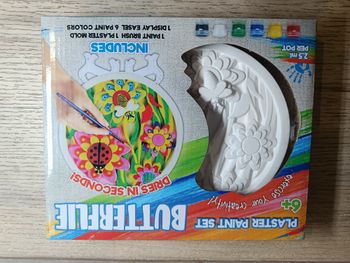 BUTTERFLIE
PLASTER PAINT SET
6+
exercise
your creativity!
DRIES IN SECONDS!
INCLUDES
1 PAINT BRUSH 1 PLASTER MOLD
1 DISPLAY EASEL 6 PAINT COLORS
2.5 ml
PER POT